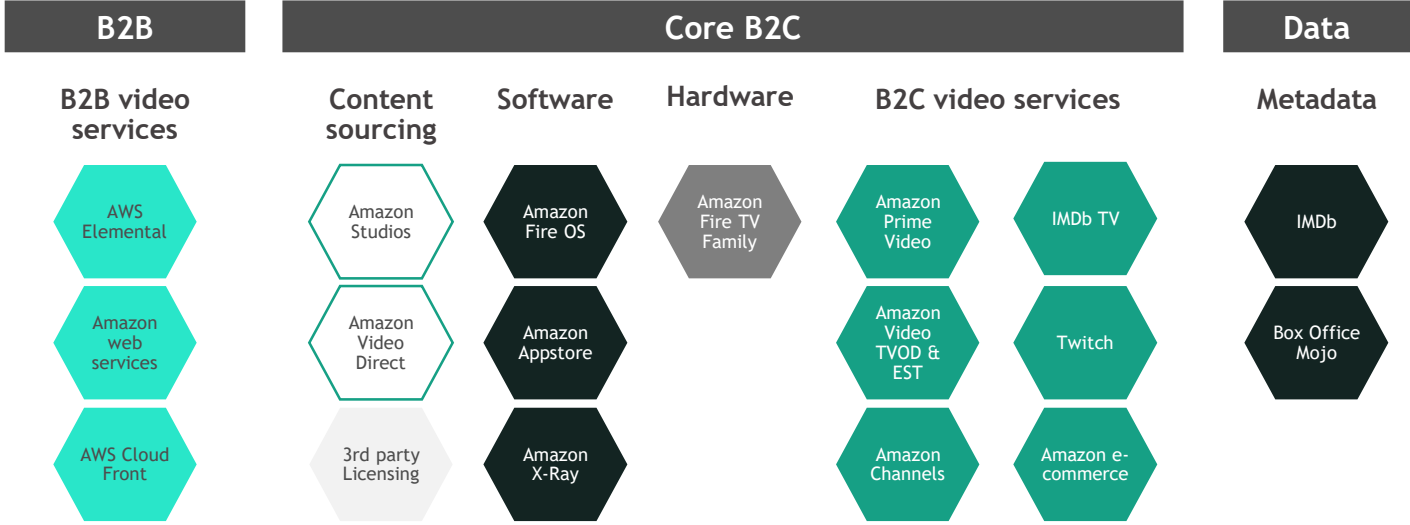 B2B
Core B2C
Data
B2B video
services
Content
sourcing
Software
Hardware
B2C video services
Metadata
AWS
Elemental
Amazon
Studios
Amazon
Fire OS
Amazon
Fire TV
Family
Amazon
Prime
Video
IMDb TV
IMDb
Amazon
web
services
Amazon
Video
Direct
Amazon
Appstore
Amazon
Video
TVOD &
EST
Twitch
Box Office
Mojo
AWS Cloud
Front
3rd party
Licensing
Amazon
X-Ray
Amazon
Channels
Amazon e-
commerce